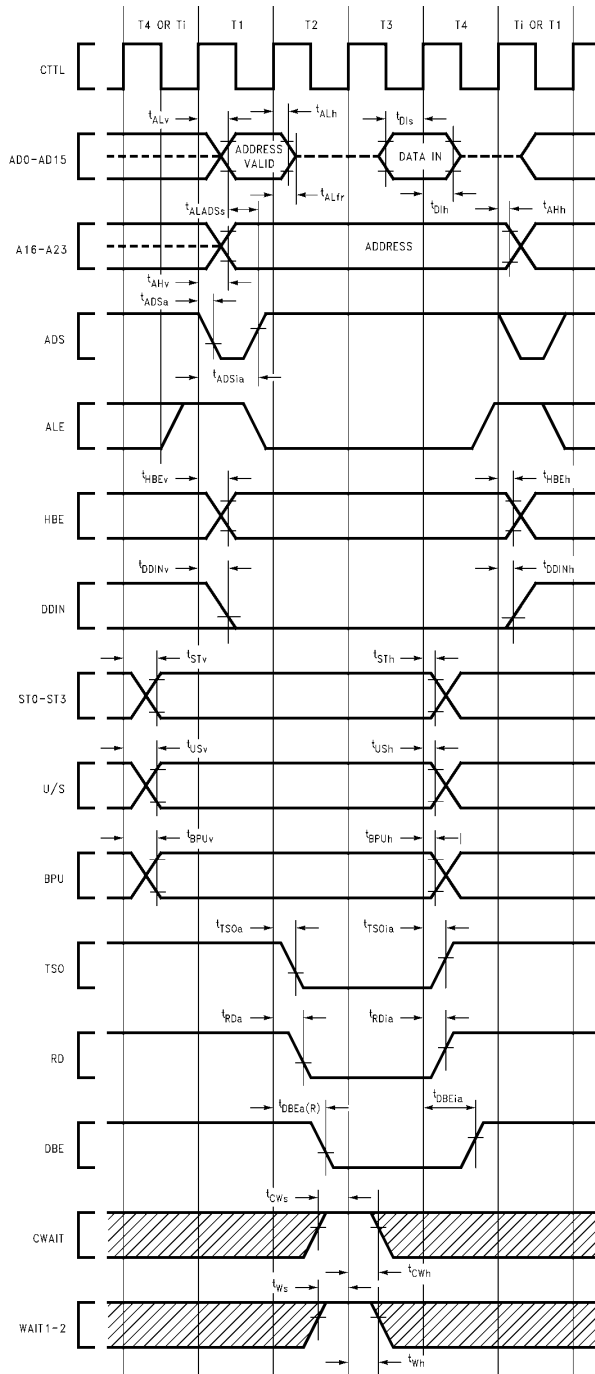 T4 OR Ti T1 T2 T3 T4 Ti OR T1
CTTL
tALv tALh tDIs
AD0-AD15 ADDRESS VALID DATA IN
tALADSs tALfr tDIh tAHh
A16-A23 ADDRESS
tAHv
tADSa
ADS
tADSia
ALE
tHBEv tHBEh
HBE
tDDINv tDDINh
DDIN
tSTv tSTh
ST0-ST3
tUSv tUSh
U/S
tBPUv tBPUh
BPU
tTSOa tTSOia
TSO
tRDa tRDia
RD
tDBEa(R) tDBEia
DBE
tCWs
CWAIT
tCWh
tWs
WAIT1-2
tWh